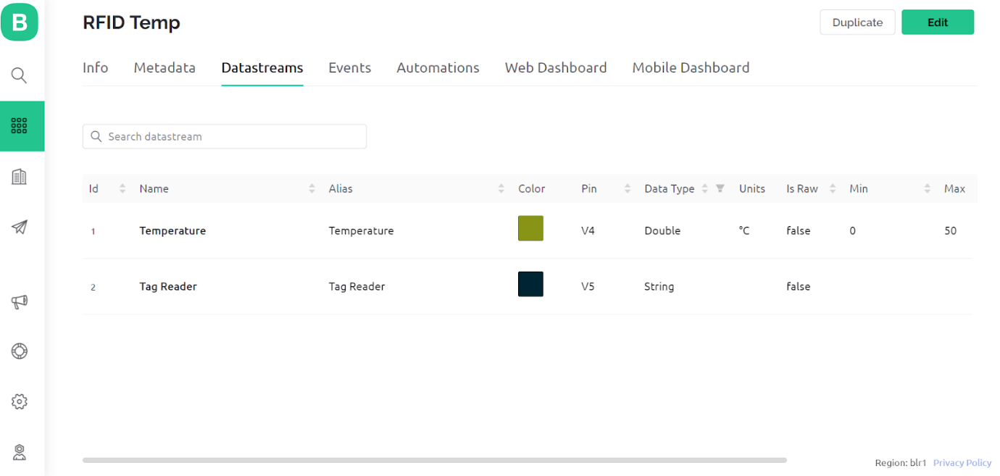 B
RFID Temp
Duplicate
Edit
Info Metadata Datastreams Events Automations Web Dashboard Mobile Dashboard
Search datastream
Id Name Alias Color Pin Data Type Units Is Raw Min Max
1 Temperature Temperature V4 Double °C false 0 50
2 Tag Reader Tag Reader V5 String false
Region: blr1 Privacy Policy